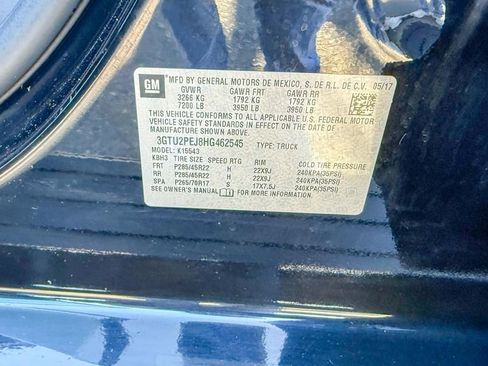 GM
MFD BY GENERAL MOTORS DE MEXICO, S. DE R.L. DE C.V. 05/17
GVWR GAWR FRT GAWR RR
3266 KG 1792 KG 1792 KG
7200 LB 3950 LB 3950 LB
THIS VEHICLE CONFORMS TO ALL APPLICABLE U.S. FEDERAL MOTOR
VEHICLE SAFETY AND THEFT PREVENTION STANDARDS IN EFFECT ON
THE DATE OF MANUFACTURE SHOWN ABOVE.
3GTU2PEJ8HG462545 TYPE: TRUCK
MODEL: K15543
KBH3 TIRE SIZE SPEED RTG RIM COLD TIRE PRESSURE
FRT P285/45R22 H 22X9J 240KPA(35PSI)
RR P285/45R22 H 22X9J 240KPA(35PSI)
SPA P265/70R17 17X7.5J 240KPA(35PSI)
SEE OWNER'S MANUAL FOR MORE INFORMATION.